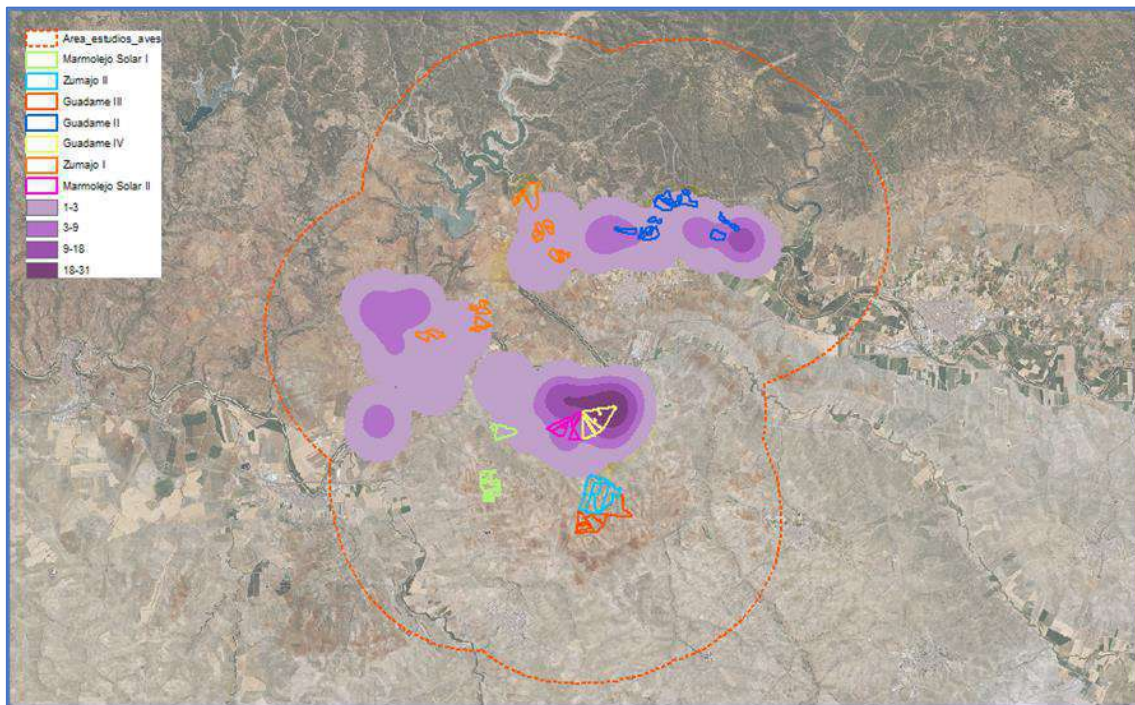 Area_estudios_aves
Marmolejo Solar I
Zumajo II
Guadame III
Guadame II
Guadame IV
Zumajo I
Marmolejo Solar II
1-3
3-9
9-18
18-31